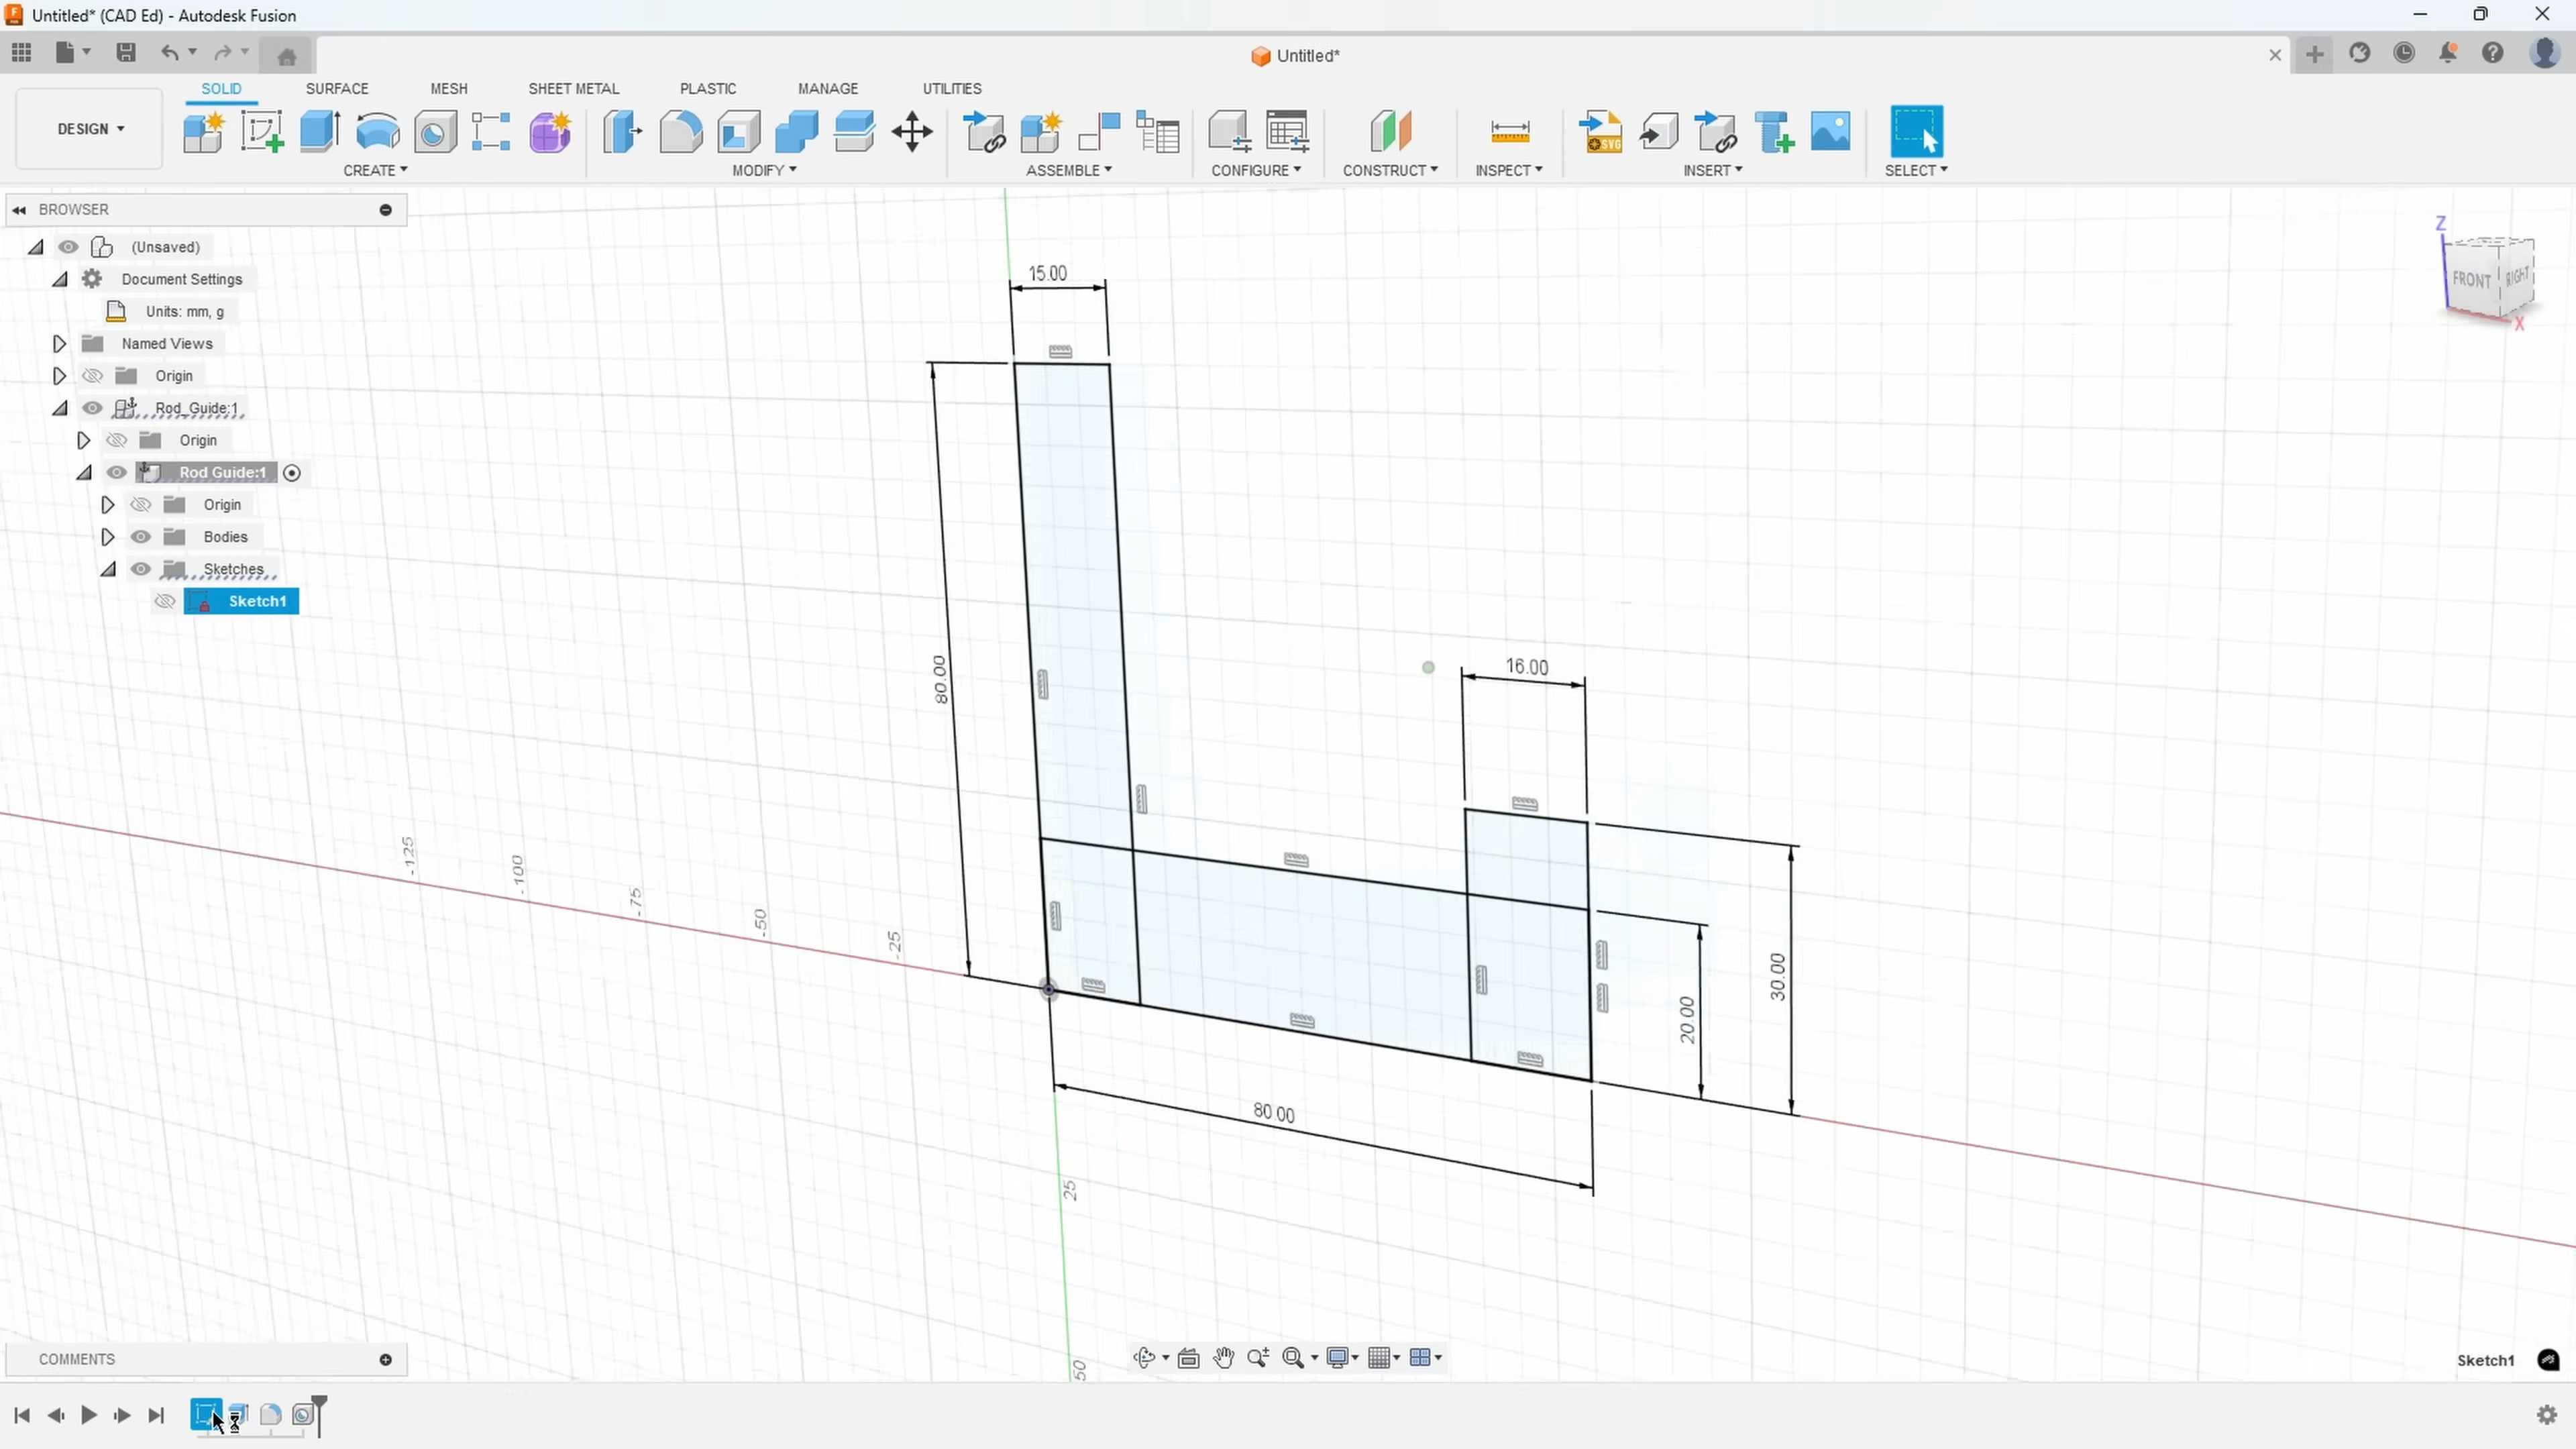 Untitled* (CAD Ed) - Autodesk Fusion
Untitled*
SOLID SURFACE MESH SHEET METAL PLASTIC MANAGE UTILITIES
DESIGN
CREATE MODIFY ASSEMBLE CONFIGURE CONSTRUCT INSPECT INSERT SELECT
SVG
BROWSER
(Unsaved)
Document Settings
Units: mm, g
Named Views
Origin
Rod_Guide:1
Origin
Rod Guide:1
Origin
Bodies
Sketches
Sketch1
Z
FRONT RIGHT
X
15.00
80.00
16.00
30.00
20.00
80.00
-125
-100
-75
-50
-25
25
50
COMMENTS
Sketch1